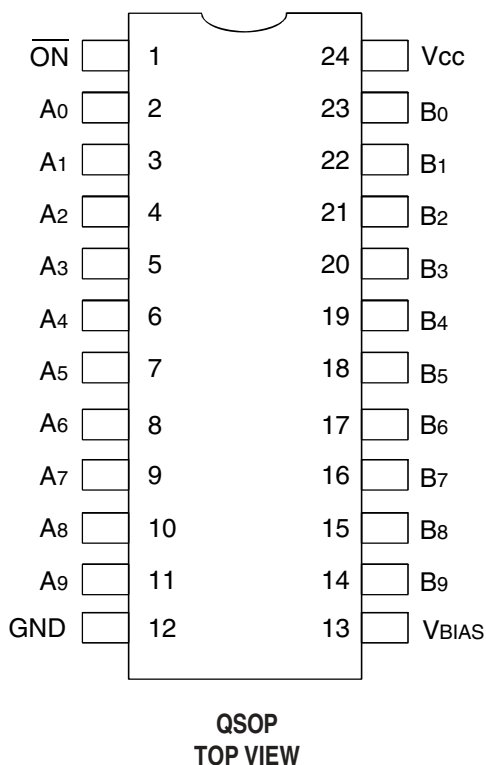 ON 1 24 Vcc
A0 2 23 B0
A1 3 22 B1
A2 4 21 B2
A3 5 20 B3
A4 6 19 B4
A5 7 18 B5
A6 8 17 B6
A7 9 16 B7
A8 10 15 B8
A9 11 14 B9
GND 12 13 VBIAS
QSOP
TOP VIEW